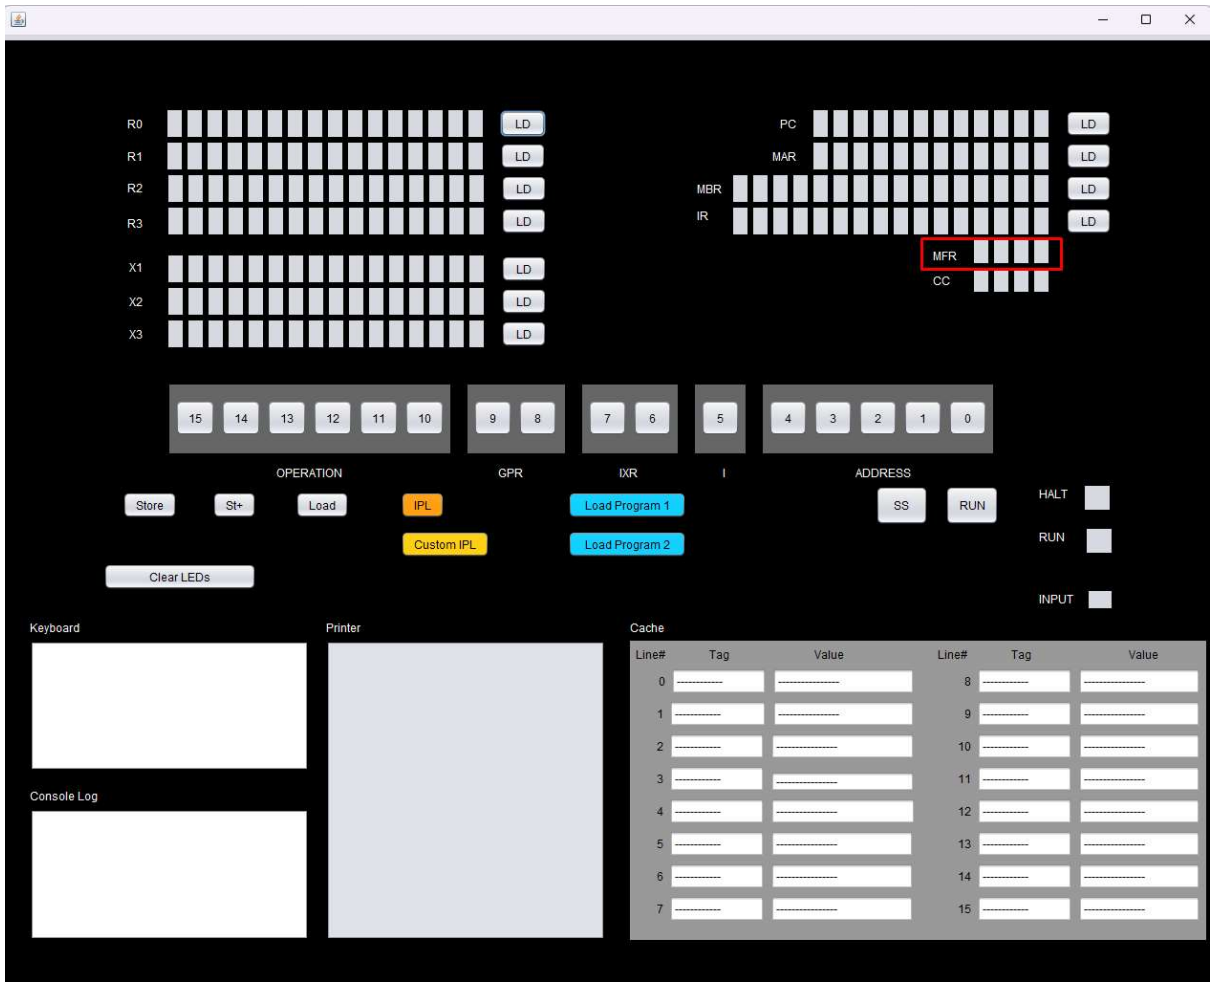 R0 LD PC LD
R1 LD MAR LD
R2 LD MBR LD
R3 LD IR LD
MFR
X1 LD CC
X2 LD
X3 LD
15 14 13 12 11 10 9 8 7 6 5 4 3 2 1 0
OPERATION GPR IXR I ADDRESS
Store St+ Load IPL Load Program 1 SS RUN HALT
Custom IPL Load Program 2 RUN
Clear LEDs
INPUT
Keyboard Printer Cache
Line# Tag Value Line# Tag Value
0 ------------ ---------------- 8 ------------ ----------------
1 ------------ ---------------- 9 ------------ ----------------
2 ------------ ---------------- 10 ------------ ----------------
3 ------------ ---------------- 11 ------------ ----------------
Console Log
4 ------------ ---------------- 12 ------------ ----------------
5 ------------ ---------------- 13 ------------ ----------------
6 ------------ ---------------- 14 ------------ ----------------
7 ------------ ---------------- 15 ------------ ----------------